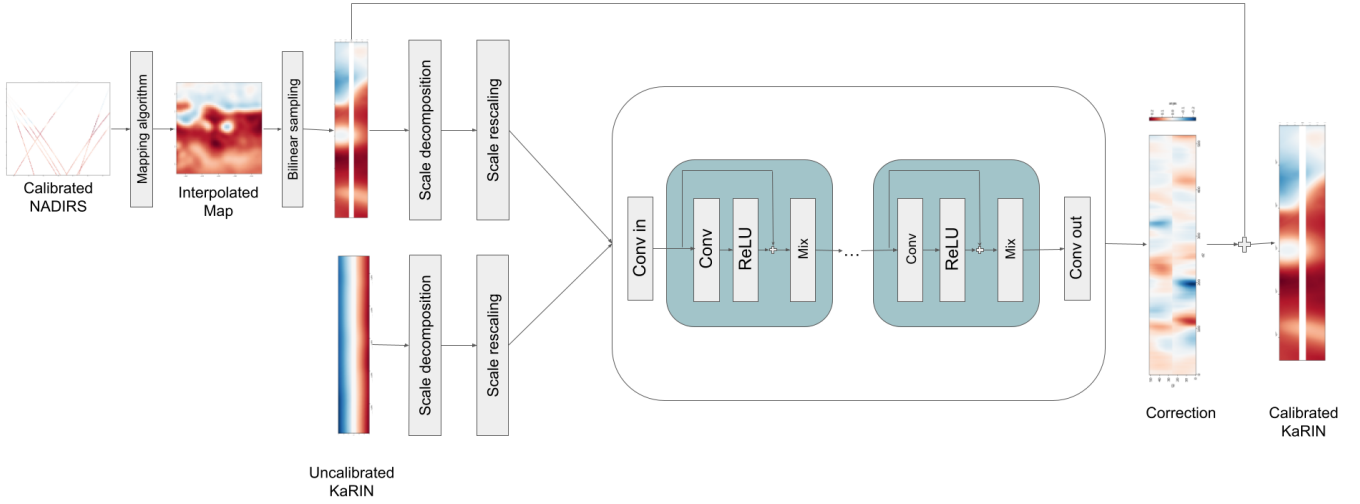 Calibrated
NADIRS
Mapping algorithm
Interpolated
Map
Bilinear sampling
Scale decomposition
Scale rescaling
Uncalibrated
KaRIN
Scale decomposition
Scale rescaling
Conv in
Conv
ReLU
Mix
...
Conv
ReLU
Mix
Conv out
Correction
Calibrated
KaRIN